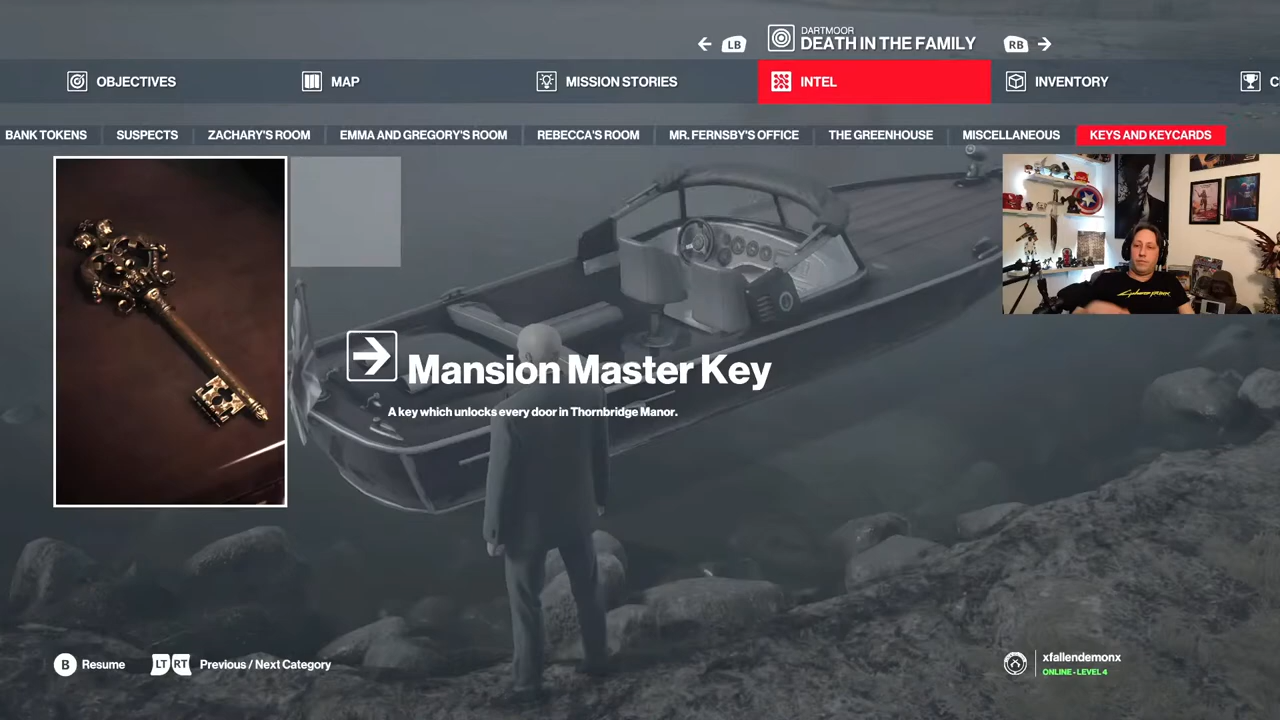 LB
DARTMOOR
DEATH IN THE FAMILY
RB
OBJECTIVES
MAP
MISSION STORIES
INTEL
INVENTORY
C
BANK TOKENS
SUSPECTS
ZACHARY'S ROOM
EMMA AND GREGORY'S ROOM
REBECCA'S ROOM
MR. FERNSBY'S OFFICE
THE GREENHOUSE
MISCELLANEOUS
KEYS AND KEYCARDS
Mansion Master Key
A key which unlocks every door in Thornbridge Manor.
B Resume
LT RT Previous / Next Category
xfallendemonx
ONLINE - LEVEL 4